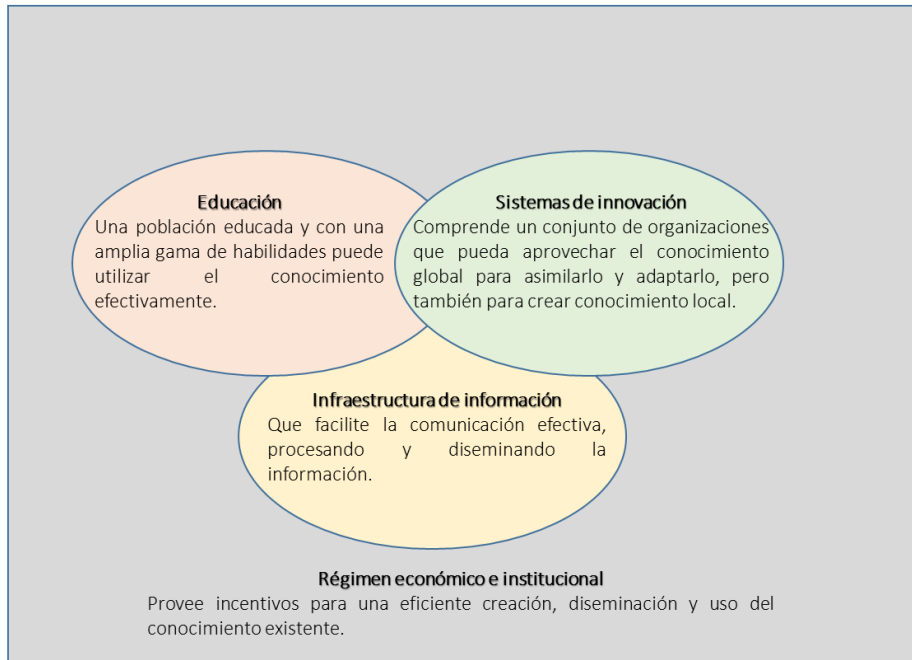 Educación
Una población educada y con una
amplia gama de habilidades puede
utilizar el conocimiento
efectivamente.
Sistemas de innovación
Comprende un conjunto de organizaciones
que pueda aprovechar el conocimiento
global para asimilarlo y adaptarlo, pero
también para crear conocimiento local.
Infraestructura de información
Que facilite la comunicación efectiva,
procesando y diseminando la
información.
Régimen económico e institucional
Provee incentivos para una eficiente creación, diseminación y uso del
conocimiento existente.